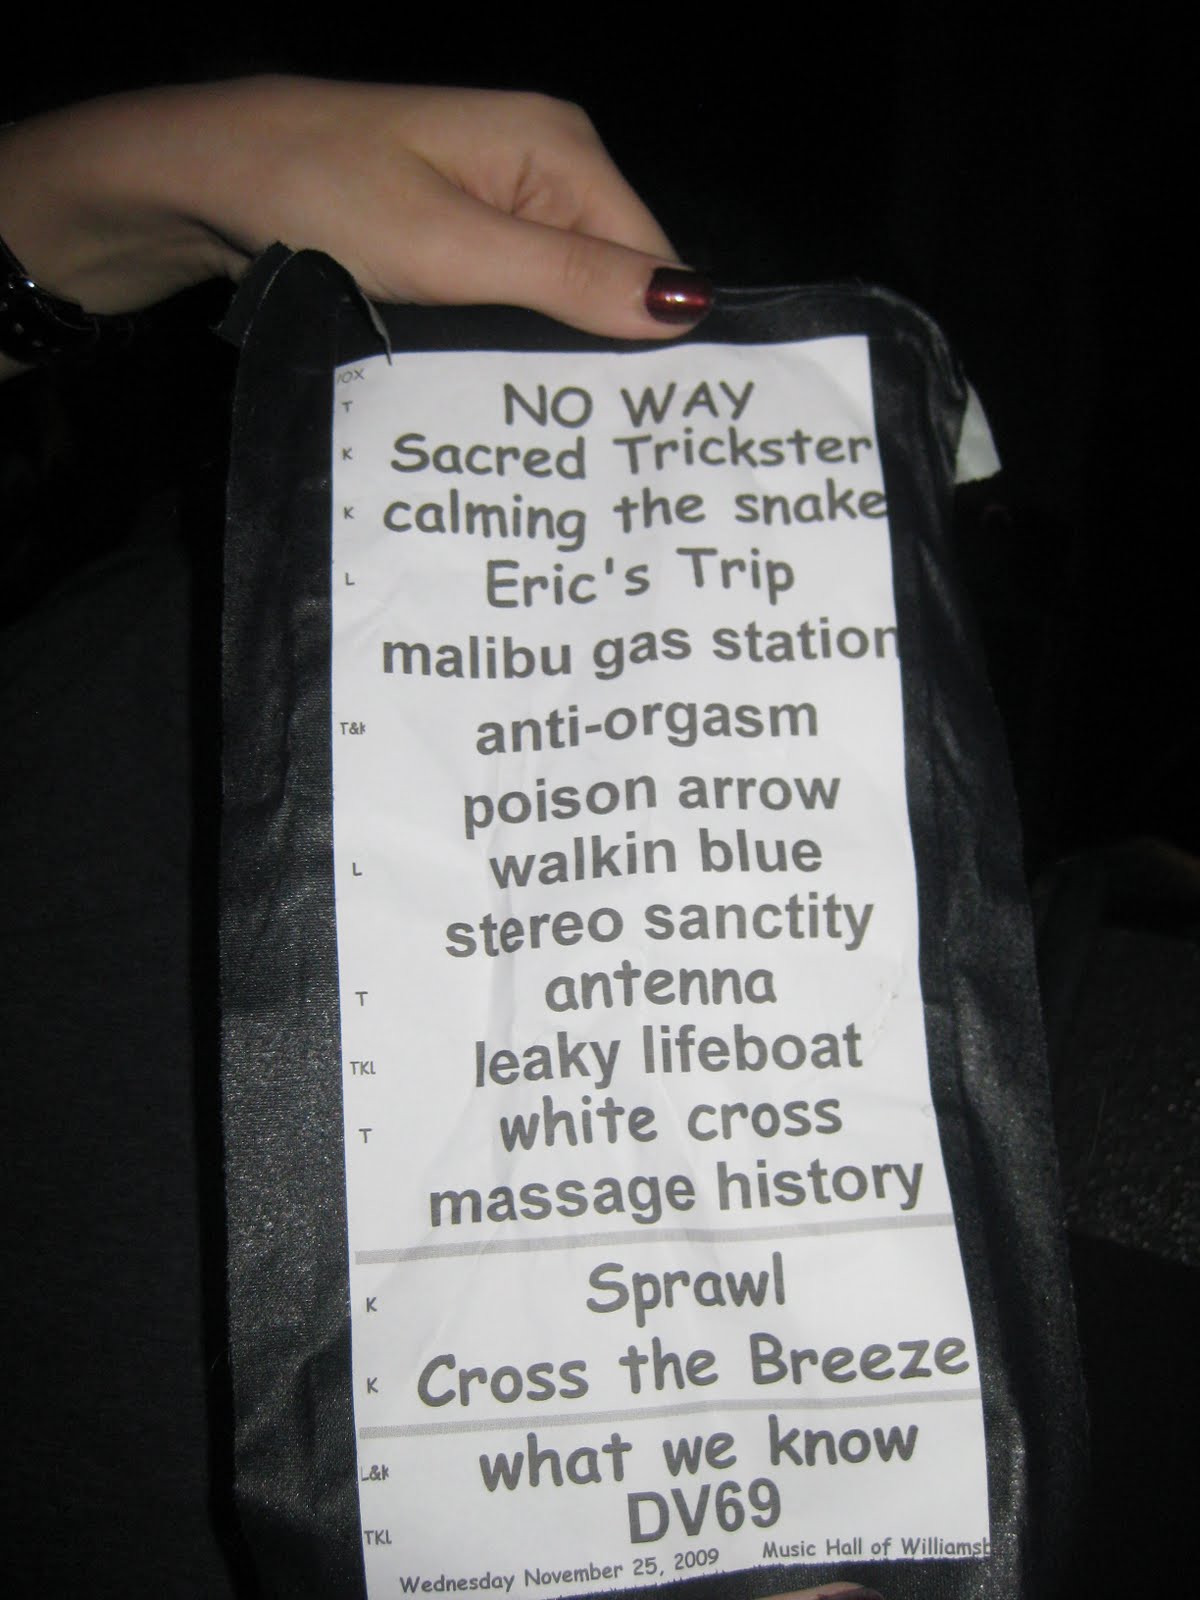 T NO WAY
K Sacred Trickster
K calming the snake
L Eric's Trip
malibu gas station
T&K anti-orgasm
poison arrow
L walkin blue
stereo sanctity
T antenna
TKL leaky lifeboat
T white cross
massage history
K Sprawl
K Cross the Breeze
L&K what we know
TKL DV69
Wednesday November 25, 2009 Music Hall of Williamsb